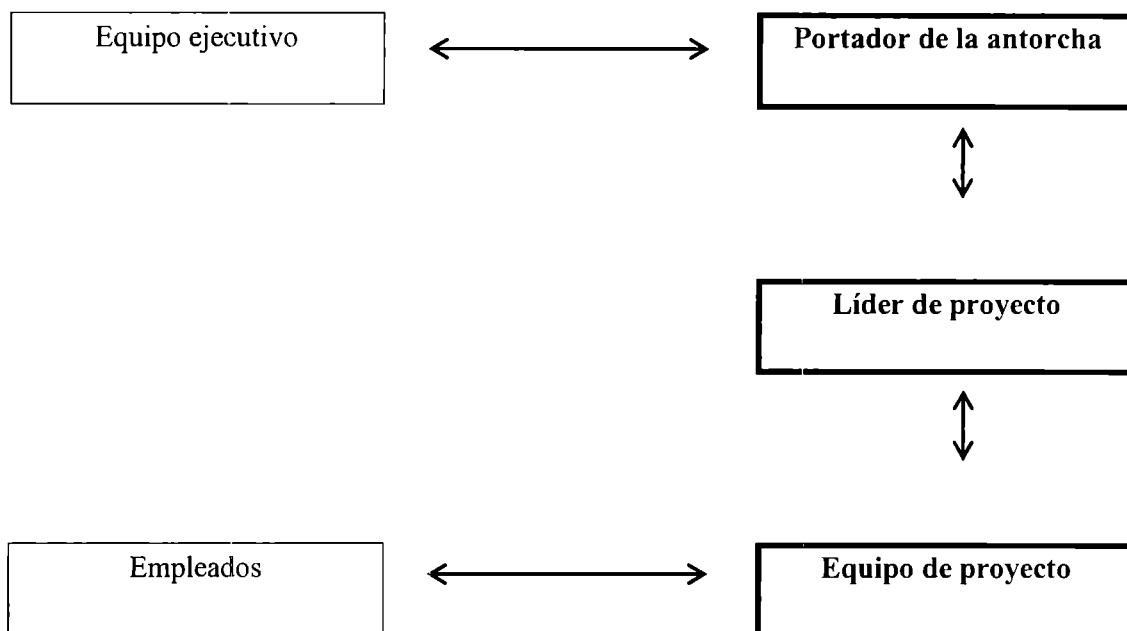 Equipo ejecutivo
Portador de la antorcha
Líder de proyecto
Empleados
Equipo de proyecto